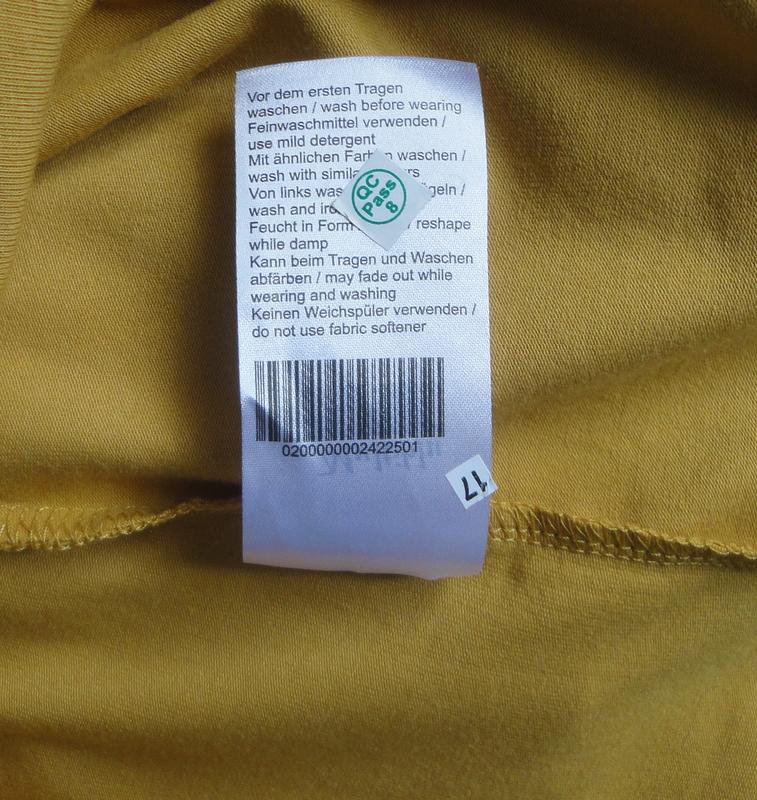 Vor dem ersten Tragen
waschen / wash before wearing
Feinwaschmittel verwenden /
use mild detergent
Mit ähnlichen waschen /
wash with
Von links /
wash and
Feucht in / reshape
while damp
Kann beim Tragen und Waschen
abfärben / may fade out while
wearing and washing
Keinen Weichspüler verwenden /
do not use fabric softener
QC
Pass
8
0200000002422501
17